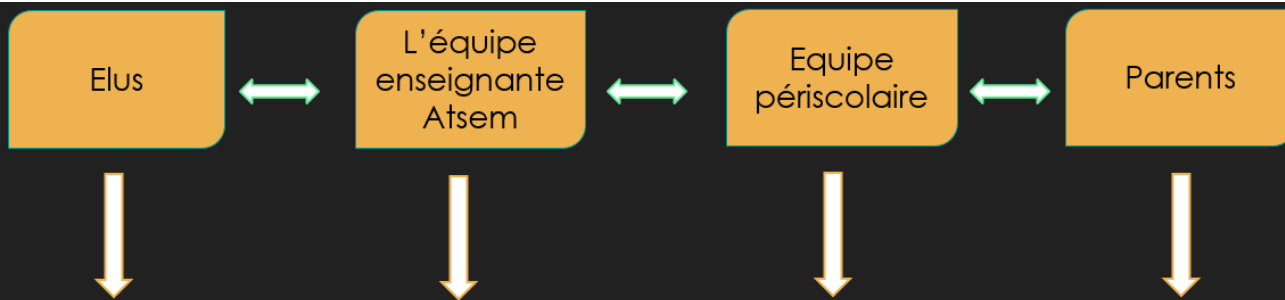 Elus
L'équipe
enseignante
Atsem
Equipe
périscolaire
Parents